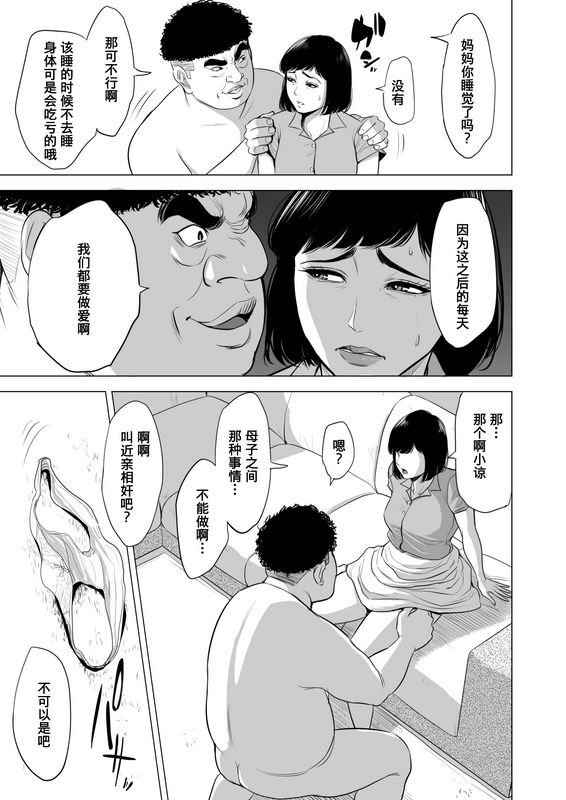 妈妈你睡觉了吗？
没有
那可不行啊
该睡的时候不去睡
身体可是会吃亏的哦
因为这之后的每天
我们都要做爱啊
那…
那个啊小谅
嗯？
母子之间
那种事情…
不能做啊…
啊啊
叫近亲相奸吧？
不可以是吧